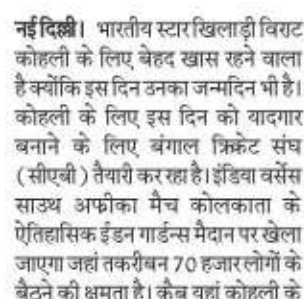 नई दिल्ली। भारतीय स्टार खिलाड़ी विराट
कोहली के लिए बेहद खास रहने वाला
है क्योंकि इस दिन उनका जन्मदिन भी है।
कोहली के लिए इस दिन को यादगार
बनाने के लिए बंगाल क्रिकेट संघ
(सीएबी) तैयारी कर रहा है। इंडिया वर्सेस
साउथ अफ्रीका मैच कोलकाता के
ऐतिहासिक ईडन गार्डन्स मैदान पर खेला
जाएगा जहां तकरीबन 70 हजार लोगों के
बैठने की क्षमता है। कैब यहां कोहली के